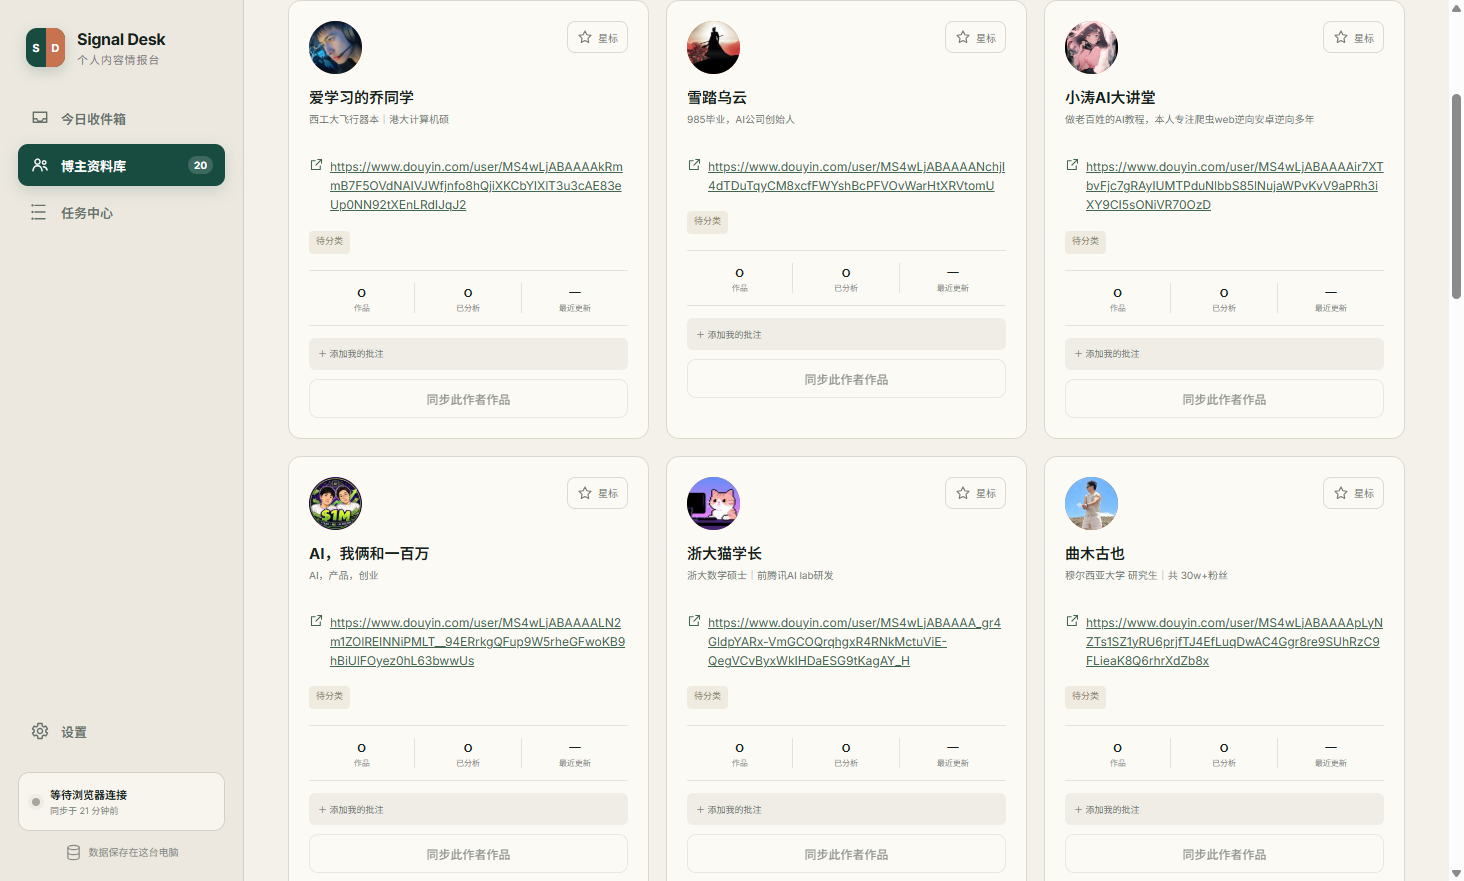 S D
Signal Desk
个人内容情报台
今日收件箱
博主资料库 20
任务中心
设置
等待浏览器连接
同步于 21 分钟前
数据保存在这台电脑
星标
爱学习的乔同学
西工大飞行器本｜港大计算机硕
https://www.douyin.com/user/MS4wLjABAAAAkRm
mB7F5OVdNAIVJWfjnfo8hQjiXKCbYIXIT3u3cAE83e
Up0NN92tXEnLRdIJqJ2
待分类
0
作品
0
已分析
—
最近更新
+ 添加我的批注
同步此作者作品
星标
雪踏乌云
985毕业，AI公司创始人
https://www.douyin.com/user/MS4wLjABAAAANchjI
4dTDuTqyCM8xcfFWYshBcPFVOvWarHtXRVtomU
待分类
0
作品
0
已分析
—
最近更新
+ 添加我的批注
同步此作者作品
星标
小涛AI大讲堂
做老百姓的AI教程，本人专注爬虫web逆向安卓逆向多年
https://www.douyin.com/user/MS4wLjABAAAAir7XT
bvFjc7gRAyIUMTPduNlbbS85lNujaWPvKvV9aPRh3i
XY9CI5sONiVR70OzD
待分类
0
作品
0
已分析
—
最近更新
+ 添加我的批注
同步此作者作品
$1M
星标
AI，我俩和一百万
AI，产品，创业
https://www.douyin.com/user/MS4wLjABAAAALN2
m1ZOlREINNiPMLT__94ERrkgQFup9W5rheGFwoKB9
hBiUIFOyez0hL63bwwUs
待分类
0
作品
0
已分析
—
最近更新
+ 添加我的批注
同步此作者作品
星标
浙大猫学长
浙大数学硕士｜前腾讯AI lab研发
https://www.douyin.com/user/MS4wLjABAAAA_gr4
GldpYARx-VmGCOQrqhgxR4RNkMctuViE-
QegVCvByxWkIHDaESG9tKagAY_H
待分类
0
作品
0
已分析
—
最近更新
+ 添加我的批注
同步此作者作品
星标
曲木古也
穆尔西亚大学 研究生｜共 30w+粉丝
https://www.douyin.com/user/MS4wLjABAAAApLyN
ZTs1SZ1yRU6prjfTJ4EfLuqDwAC4Ggr8re9SUhRzC9
FLieaK8Q6rhrXdZb8x
待分类
0
作品
0
已分析
—
最近更新
+ 添加我的批注
同步此作者作品